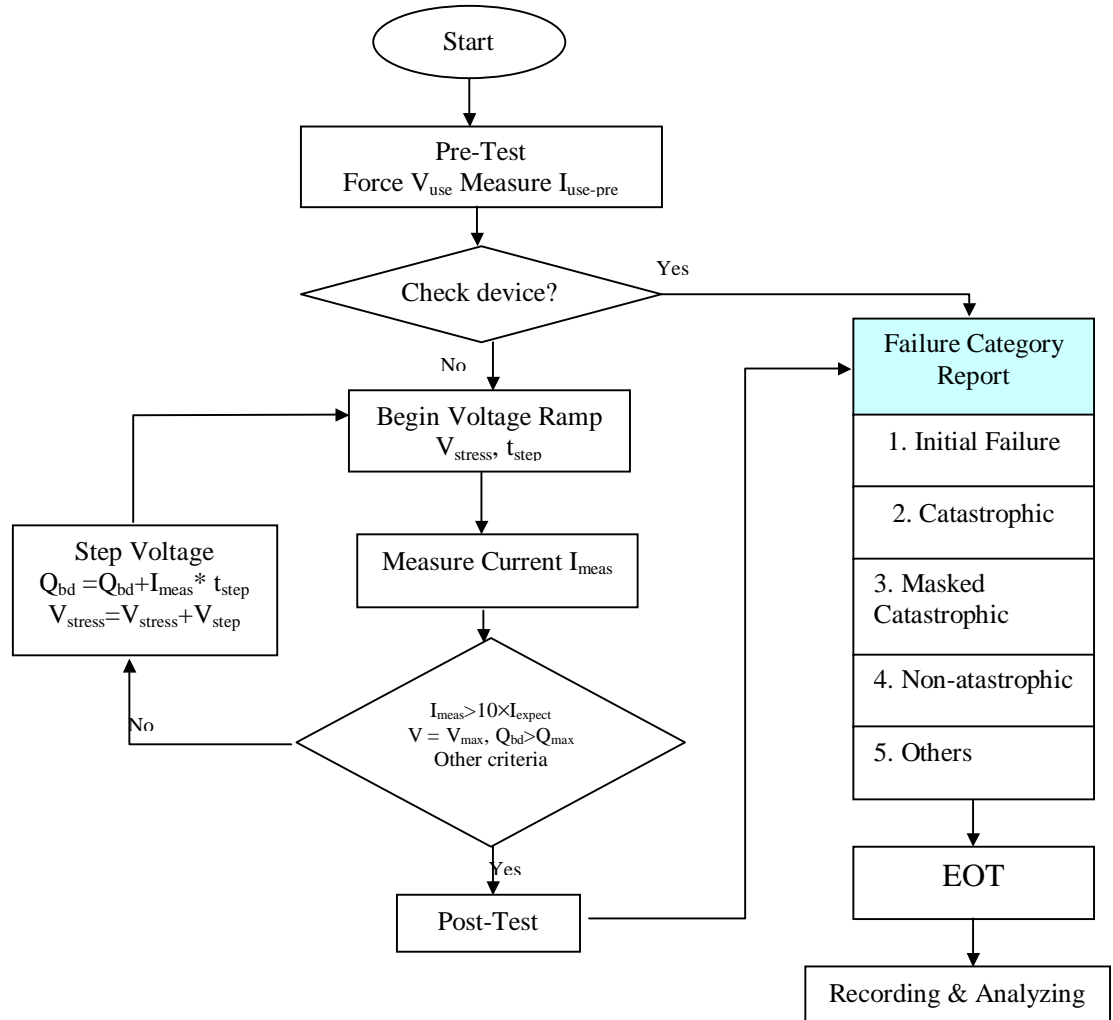 Start
Pre-Test
Force Vuse Measure Iuse-pre
Check device?
Yes
No
Begin Voltage Ramp
Vstress, tstep
Measure Current Imeas
Step Voltage
Qbd =Qbd+Imeas* tstep
Vstress=Vstress+Vstep
Imeas>10×Iexpect
V = Vmax, Qbd>Qmax
Other criteria
No
Yes
Post-Test
Failure Category
Report
1. Initial Failure
2. Catastrophic
3. Masked
Catastrophic
4. Non-atastrophic
5. Others
EOT
Recording & Analyzing